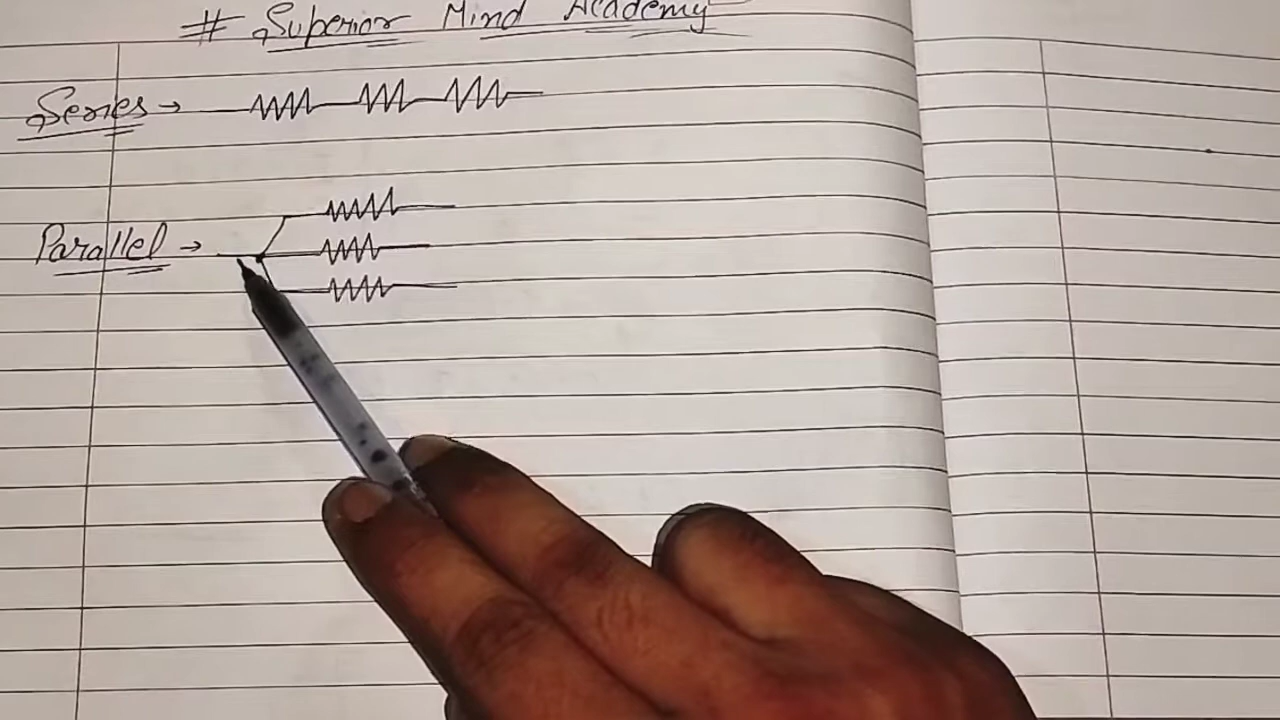 # Superior Mind Academy
Series →
Parallel →